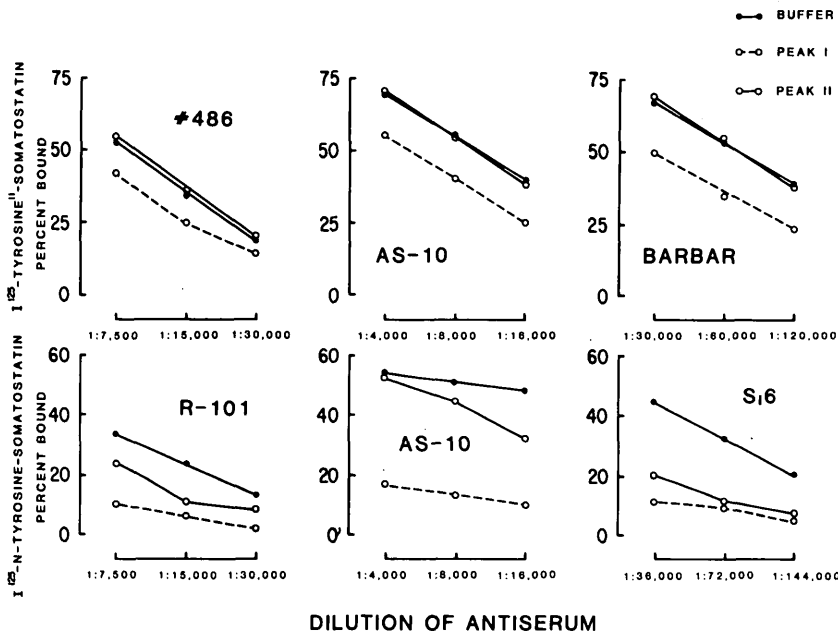 BUFFER
PEAK I
PEAK II
I125-TYROSINE11-SOMATOSTATIN
PERCENT BOUND
75
50
25
0
#486
1:7,500 1:15,000 1:30,000
75
50
25
0
AS-10
1:4,000 1:8,000 1:16,000
75
50
25
0
BARBAR
1:30,000 1:60,000 1:120,000
I125-N-TYROSINE-SOMATOSTATIN
PERCENT BOUND
60
40
20
0
R-101
1:7,500 1:15,000 1:30,000
60
40
20
0
AS-10
1:4,000 1:8,000 1:16,000
60
40
20
0
S16
1:36,000 1:72,000 1:144,000
DILUTION OF ANTISERUM